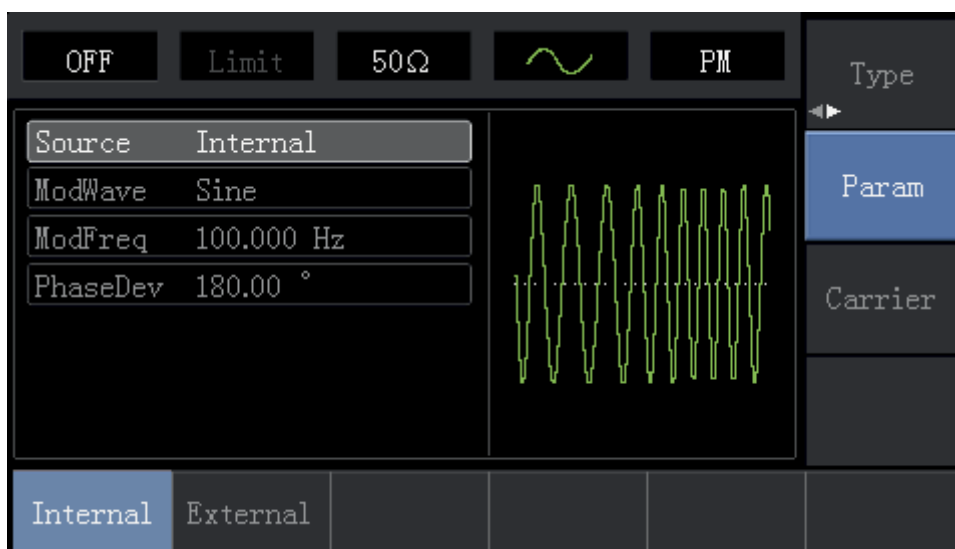 OFF Limit 50Ω PM
Type
Source Internal
ModWave Sine
ModFreq 100.000 Hz
PhaseDev 180.00 °
Param
Carrier
Internal External